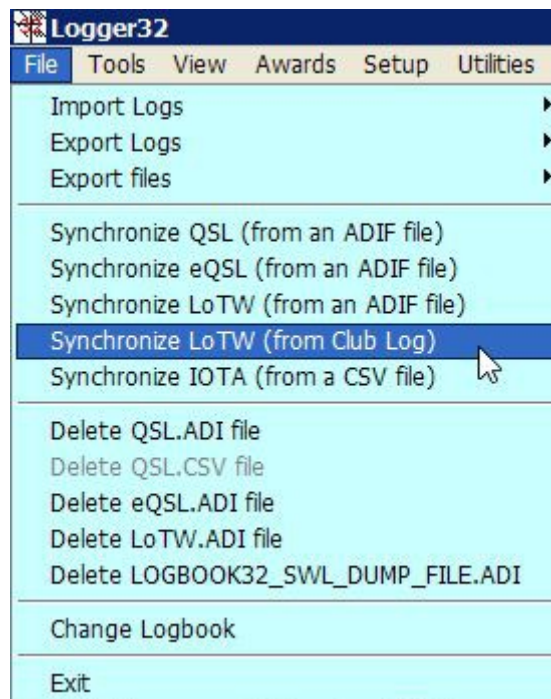 Logger32
File Tools View Awards Setup Utilities
Import Logs
Export Logs
Export files
Synchronize QSL (from an ADIF file)
Synchronize eQSL (from an ADIF file)
Synchronize LoTW (from an ADIF file)
Synchronize LoTW (from Club Log)
Synchronize IOTA (from a CSV file)
Delete QSL.ADI file
Delete QSL.CSV file
Delete eQSL.ADI file
Delete LoTW.ADI file
Delete LOGBOOK32_SWL_DUMP_FILE.ADI
Change Logbook
Exit